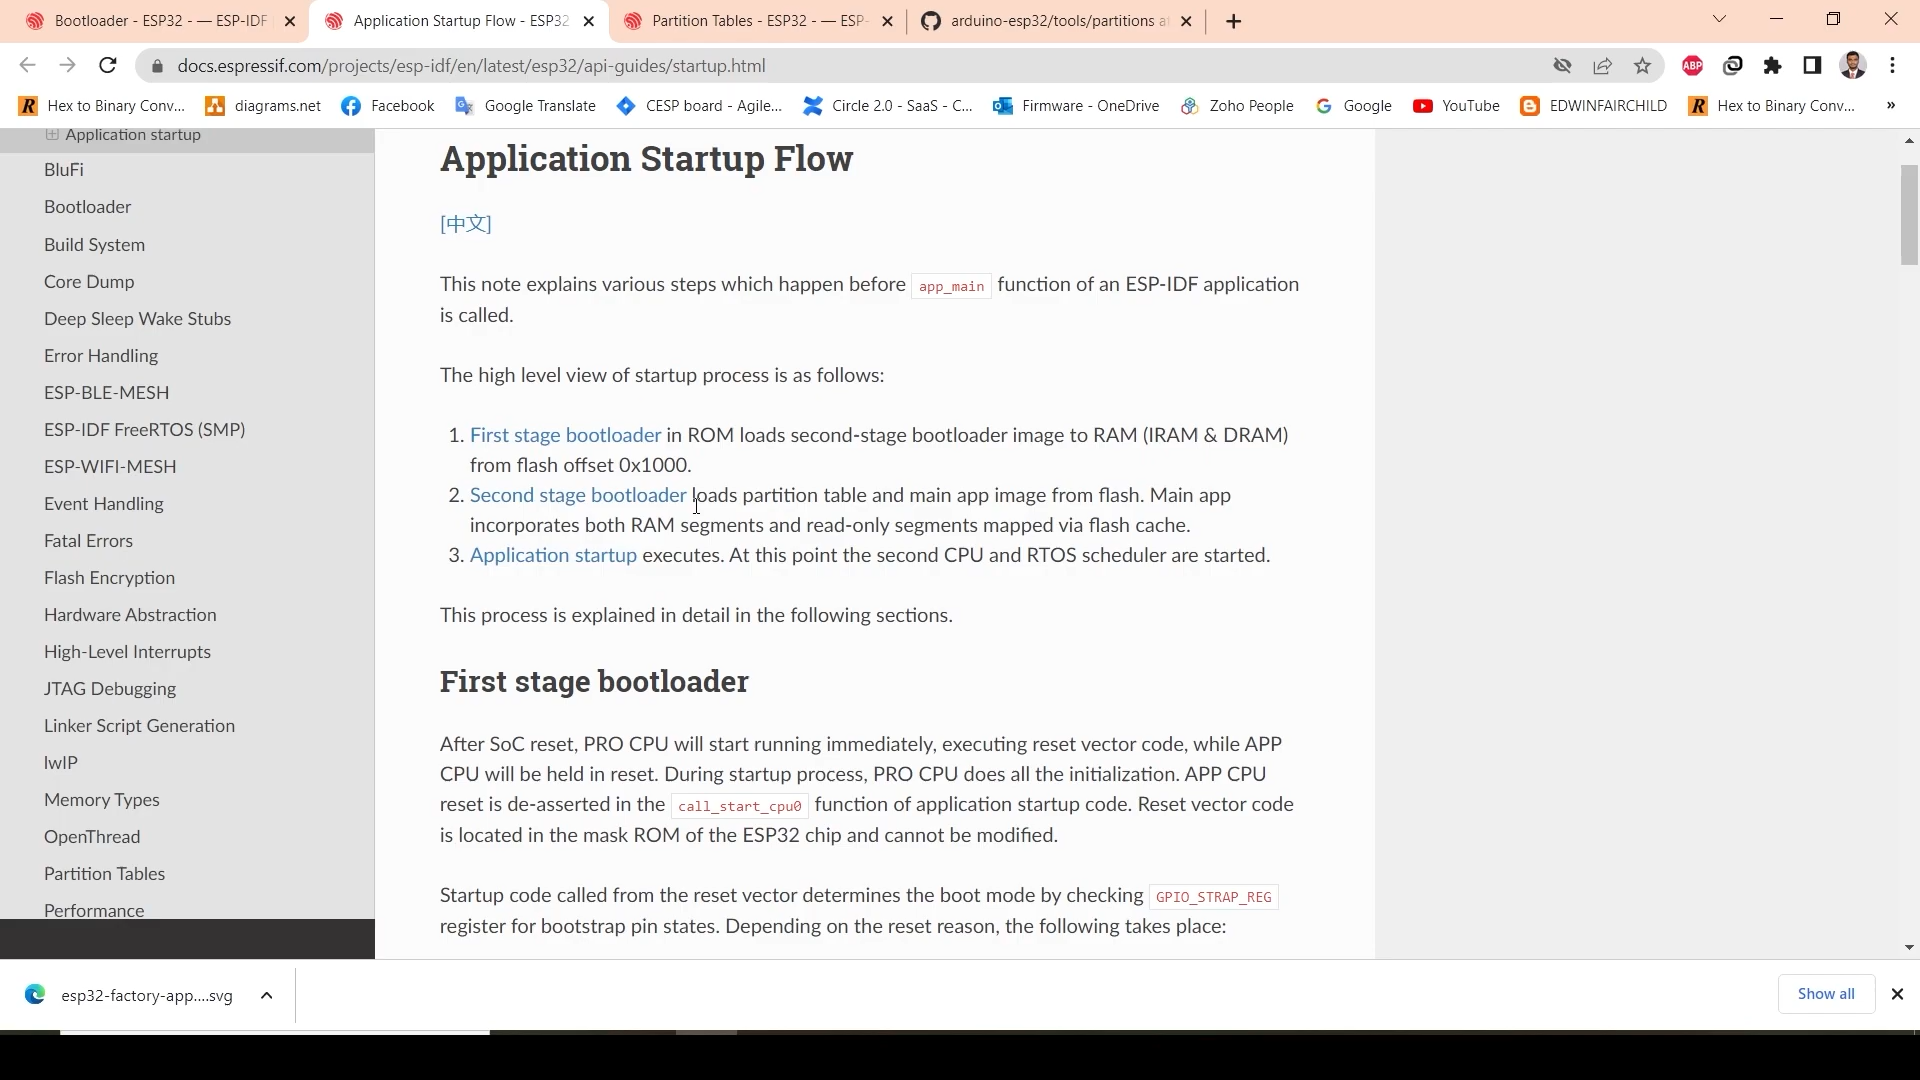 Bootloader - ESP32 - — ESP-IDF
Application Startup Flow - ESP32
Partition Tables - ESP32 - — ESP-
arduino-esp32/tools/partitions at
docs.espressif.com/projects/esp-idf/en/latest/esp32/api-guides/startup.html
ABP
Hex to Binary Conv...
diagrams.net
Facebook
Google Translate
CESP board - Agile...
Circle 2.0 - SaaS - C...
Firmware - OneDrive
Zoho People
Google
YouTube
EDWINFAIRCHILD
Hex to Binary Conv...
»
Application startup
BluFi
Bootloader
Build System
Core Dump
Deep Sleep Wake Stubs
Error Handling
ESP-BLE-MESH
ESP-IDF FreeRTOS (SMP)
ESP-WIFI-MESH
Event Handling
Fatal Errors
Flash Encryption
Hardware Abstraction
High-Level Interrupts
JTAG Debugging
Linker Script Generation
lwIP
Memory Types
OpenThread
Partition Tables
Performance
Application Startup Flow
[中文]
This note explains various steps which happen before app_main function of an ESP-IDF application
is called.
The high level view of startup process is as follows:
1. First stage bootloader in ROM loads second-stage bootloader image to RAM (IRAM & DRAM)
from flash offset 0x1000.
2. Second stage bootloader loads partition table and main app image from flash. Main app
incorporates both RAM segments and read-only segments mapped via flash cache.
3. Application startup executes. At this point the second CPU and RTOS scheduler are started.
This process is explained in detail in the following sections.
First stage bootloader
After SoC reset, PRO CPU will start running immediately, executing reset vector code, while APP
CPU will be held in reset. During startup process, PRO CPU does all the initialization. APP CPU
reset is de-asserted in the call_start_cpu0 function of application startup code. Reset vector code
is located in the mask ROM of the ESP32 chip and cannot be modified.
Startup code called from the reset vector determines the boot mode by checking GPIO_STRAP_REG
register for bootstrap pin states. Depending on the reset reason, the following takes place:
esp32-factory-app....svg
Show all